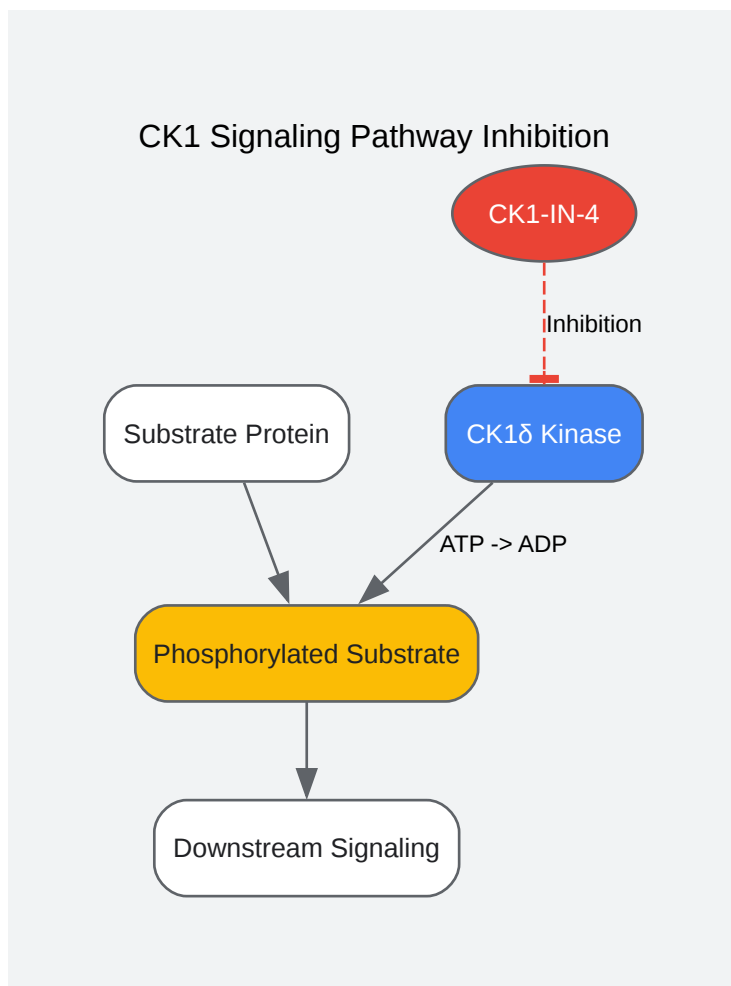 CK1 Signaling Pathway Inhibition
CK1-IN-4
Inhibition
Substrate Protein
CK1δ Kinase
ATP -> ADP
Phosphorylated Substrate
Downstream Signaling